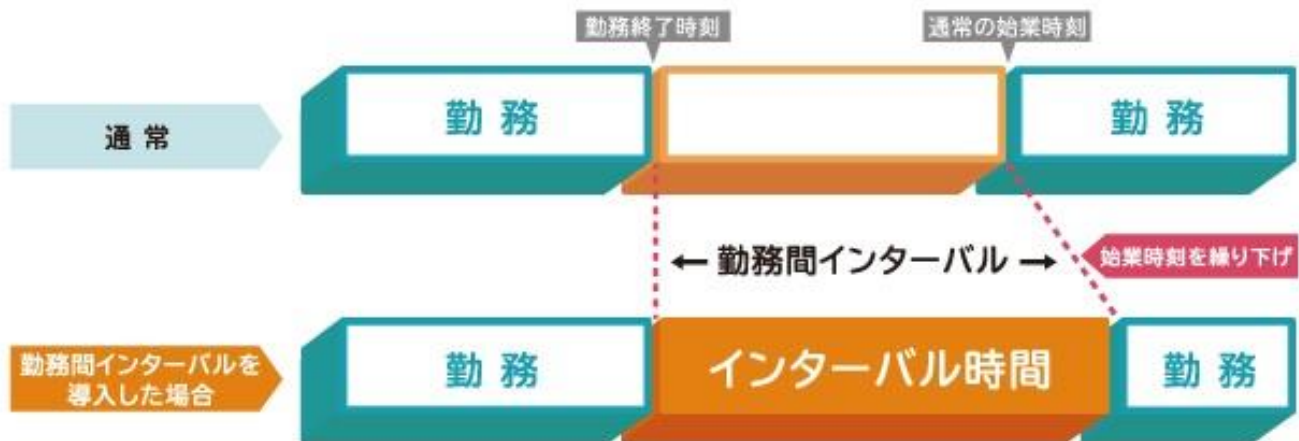 勤務終了時刻
通常の始業時刻
通常
勤務
勤務
← 勤務間インターバル →
始業時刻を繰り下げ
勤務間インターバルを
導入した場合
勤務
インターバル時間
勤務